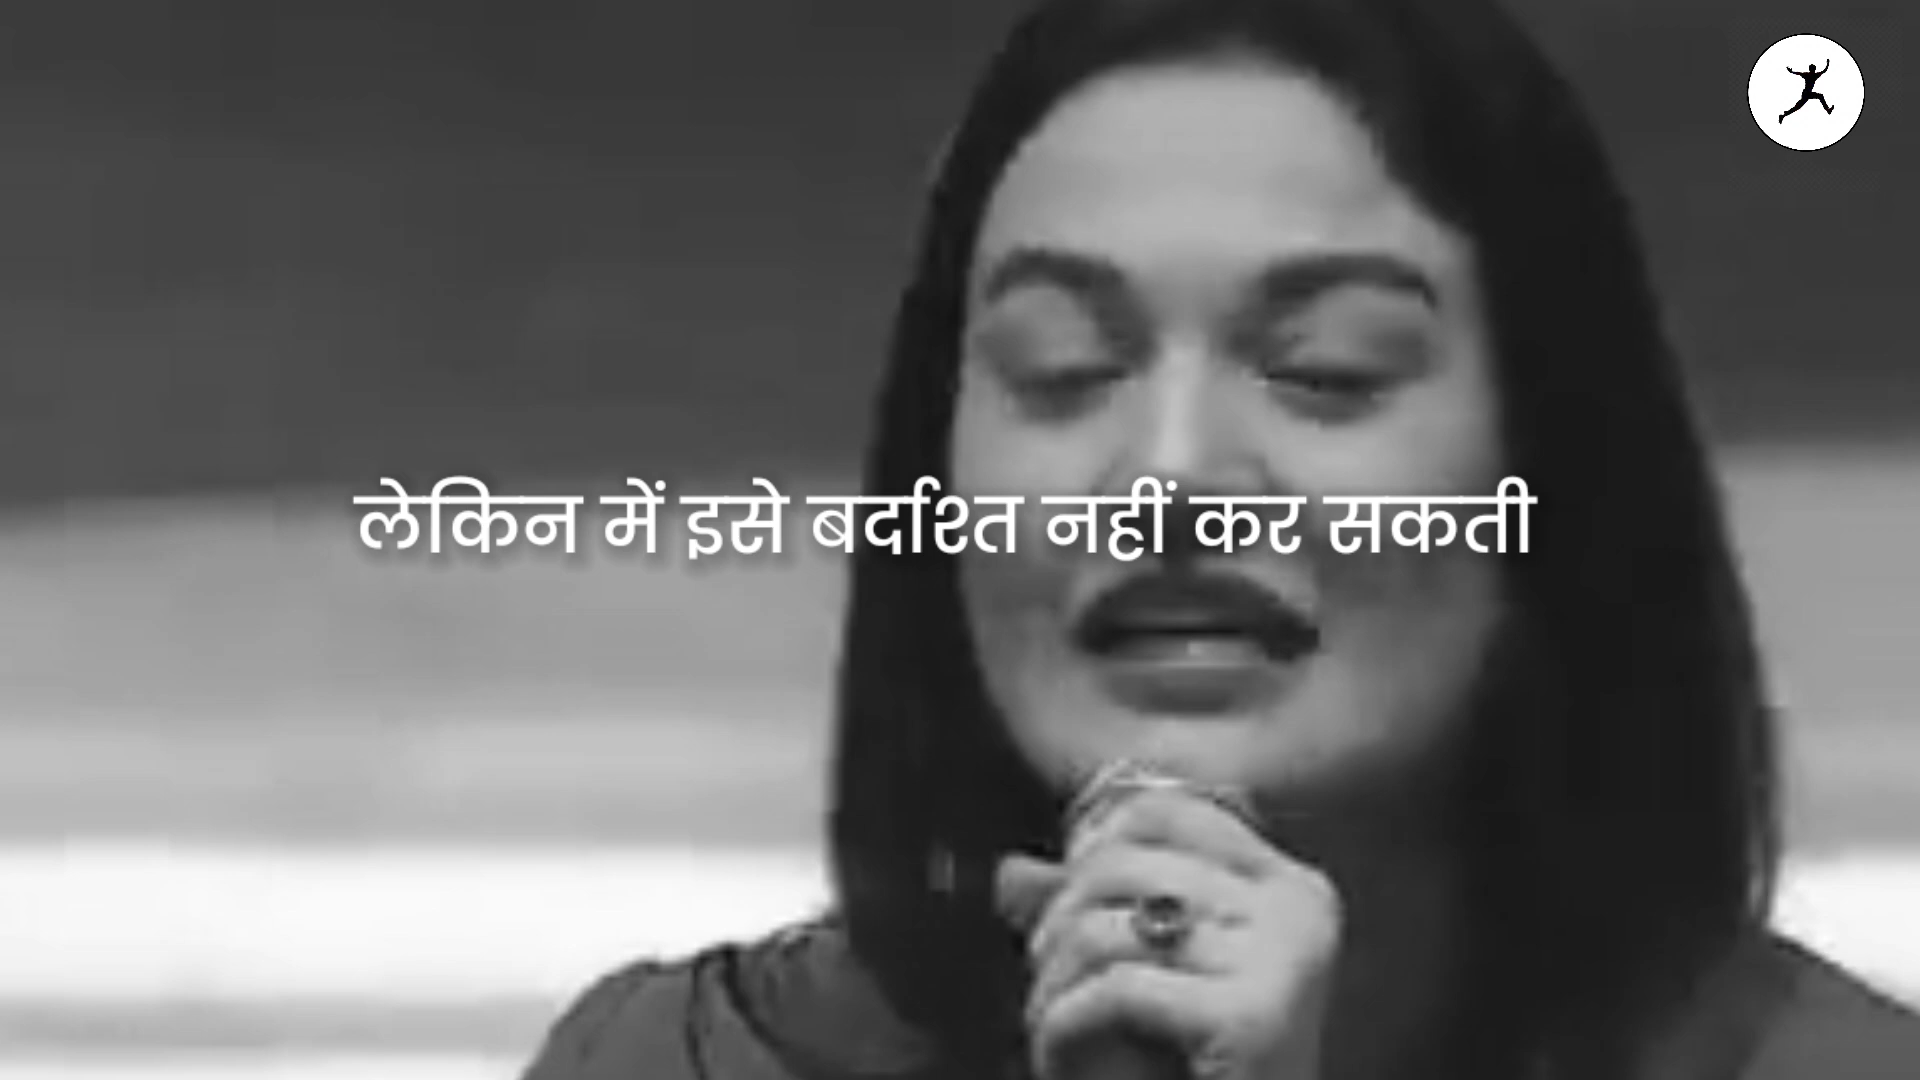 लेकिन में इसे बर्दाश्त नहीं कर सकती